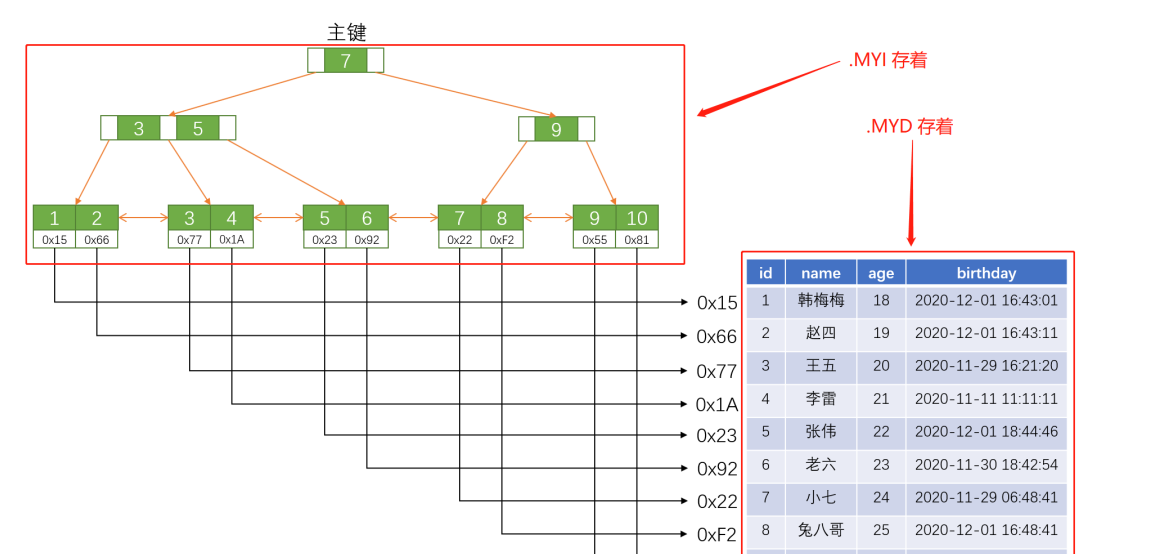 主键
7
.MYI 存着
3 5
9
.MYD 存着
1 2 3 4 5 6 7 8 9 10
0x15 0x66 0x77 0x1A 0x23 0x92 0x22 0xF2 0x55 0x81
id name age birthday
0x15 1 韩梅梅 18 2020-12-01 16:43:01
0x66 2 赵四 19 2020-12-01 16:43:11
0x77 3 王五 20 2020-11-29 16:21:20
0x1A 4 李雷 21 2020-11-11 11:11:11
0x23 5 张伟 22 2020-12-01 18:44:46
0x92 6 老六 23 2020-11-30 18:42:54
0x22 7 小七 24 2020-11-29 06:48:41
0xF2 8 兔八哥 25 2020-12-01 16:48:41